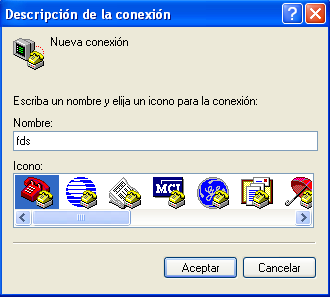 Descripción de la conexión
Nueva conexión
Escriba un nombre y elija un icono para la conexión:
Nombre:
fds
Icono:
MCI
Aceptar
Cancelar